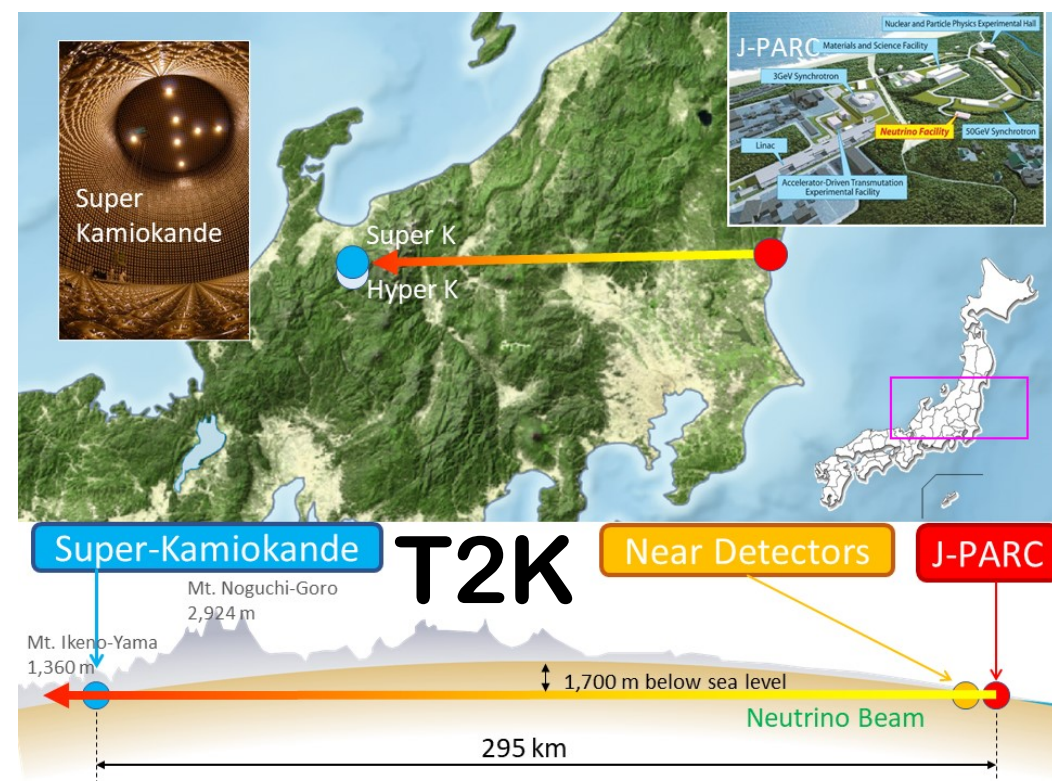 Super
Kamiokande
J-PARC
Nuclear and Particle Physics Experimental Hall
Materials and Science Facility
3GeV Synchrotron
Neutrino Facility
50GeV Synchrotron
Linac
Accelerator-Driven Transmutation
Experimental Facility
Super K
Hyper K
Super-Kamiokande
T2K
Near Detectors
J-PARC
Mt. Noguchi-Goro
2,924 m
Mt. Ikeno-Yama
1,360 m
1,700 m below sea level
Neutrino Beam
295 km